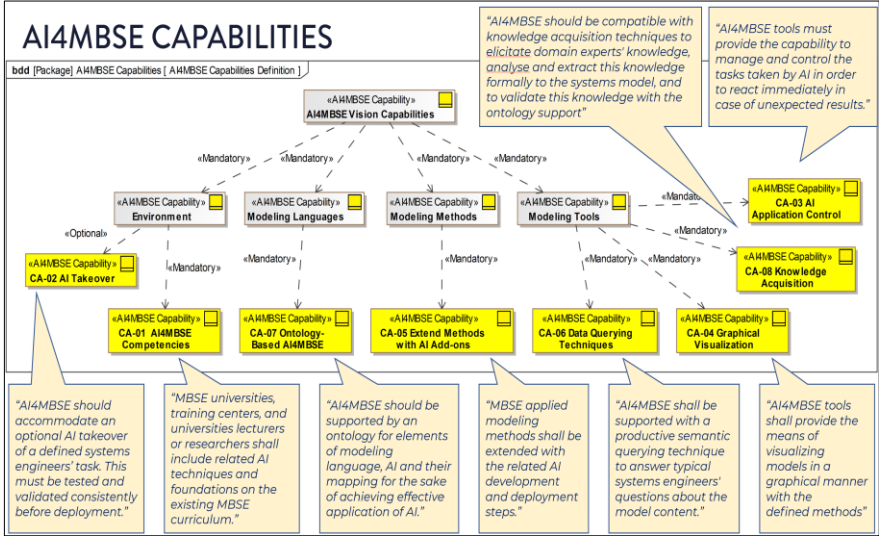 AI4MBSE CAPABILITIES
bdd [Package] AI4MBSE Capabilities [ AI4MBSE Capabilities Definition ]
“AI4MBSE should be compatible with
knowledge acquisition techniques to
elicitate domain experts' knowledge,
analyse and extract this knowledge
formally to the systems model, and
to validate this knowledge with the
ontology support”
“AI4MBSE tools must
provide the capability to
manage and control the
tasks taken by AI in order
to react immediately in
case of unexpected results.”
«AI4MBSE Capability»
AI4MBSE Vision Capabilities
«Mandatory»
«Mandatory»
«Mandatory»
«Mandatory»
«AI4MBSE Capability»
Environment
«AI4MBSE Capability»
Modeling Languages
«AI4MBSE Capability»
Modeling Methods
«AI4MBSE Capability»
Modeling Tools
«AI4MBSE Capability»
CA-03 AI
Application Control
«Optional»
«Mandatory»
«Mandatory»
«Mandatory»
«Mandatory»
«Mandatory»
«Mandatory»
«AI4MBSE Capability»
CA-02 AI Takeover
«AI4MBSE Capability»
CA-08 Knowledge
Acquisition
«AI4MBSE Capability»
CA-01 AI4MBSE
Competencies
«AI4MBSE Capability»
CA-07 Ontology-
Based AI4MBSE
«AI4MBSE Capability»
CA-05 Extend Methods
with AI Add-ons
«AI4MBSE Capability»
CA-06 Data Querying
Techniques
«AI4MBSE Capability»
CA-04 Graphical
Visualization
“AI4MBSE should
accommodate an
optional AI takeover
of a defined systems
engineers’ task. This
must be tested and
validated consistently
before deployment.”
“MBSE universities,
training centers, and
universities lecturers
or researchers shall
include related AI
techniques and
foundations on the
existing MBSE
curriculum.”
“AI4MBSE should be
supported by an
ontology for elements
of modeling
language, AI and their
mapping for the sake
of achieving effective
application of AI.”
“MBSE applied
modeling
methods shall be
extended with
the related AI
development
and deployment
steps.”
“AI4MBSE shall be
supported with a
productive semantic
querying technique
to answer typical
systems engineers'
questions about the
model content.”
“AI4MBSE tools
shall provide the
means of
visualizing
models in a
graphical manner
with the
defined methods”